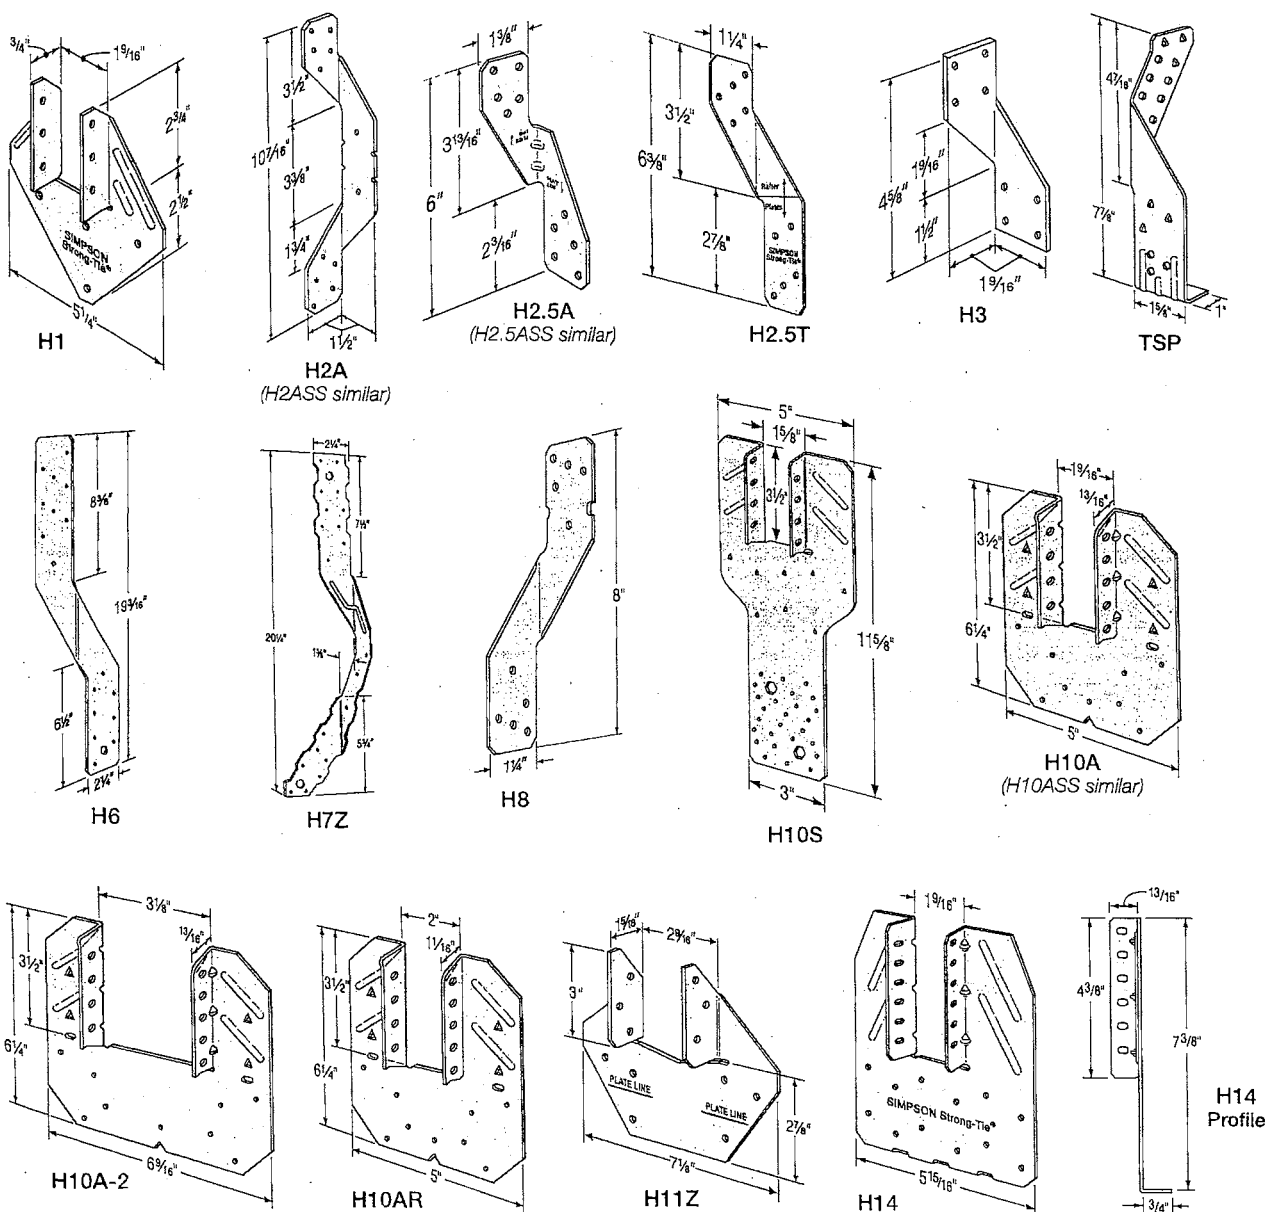 3/4"
1 9/16"
2 3/4"
2 1/2"
SIMPSON
Strong-Tie®
5 1/4"
H1
3 1/2"
10 7/16"
3 3/8"
1 3/4"
1 1/2"
H2A
(H2ASS similar)
1 3/8"
3 13/16"
6"
2 3/16"
H2.5A
(H2.5ASS similar)
1 1/4"
3 1/2"
6 3/8"
Rafter
Plates
2 7/8"
SIMPSON
Strong-Tie®
H2.5T
1 9/16"
4 5/8"
1 1/2"
1 9/16"
H3
4 7/16"
7 7/8"
1 5/8"
1"
TSP
8 3/8"
19 3/16"
6 1/2"
2 1/4"
H6
2 1/4"
20 1/4"
5 3/4"
H7Z
8"
1 1/4"
H8
5"
1 5/8"
3 1/2"
11 5/8"
3"
H10S
1 9/16"
13/16"
3 1/2"
6 1/4"
5"
H10A
(H10ASS similar)
3 1/8"
13/16"
3 1/2"
6 1/4"
6 9/16"
H10A-2
2"
11/16"
3 1/2"
6 1/4"
5"
H10AR
1 5/16"
2 9/16"
3"
PLATE LINE
PLATE LINE
2 7/8"
7 1/8"
H11Z
1 9/16"
SIMPSON Strong-Tie®
5 15/16"
H14
13/16"
4 3/8"
7 3/8"
3/4"
H14
Profile